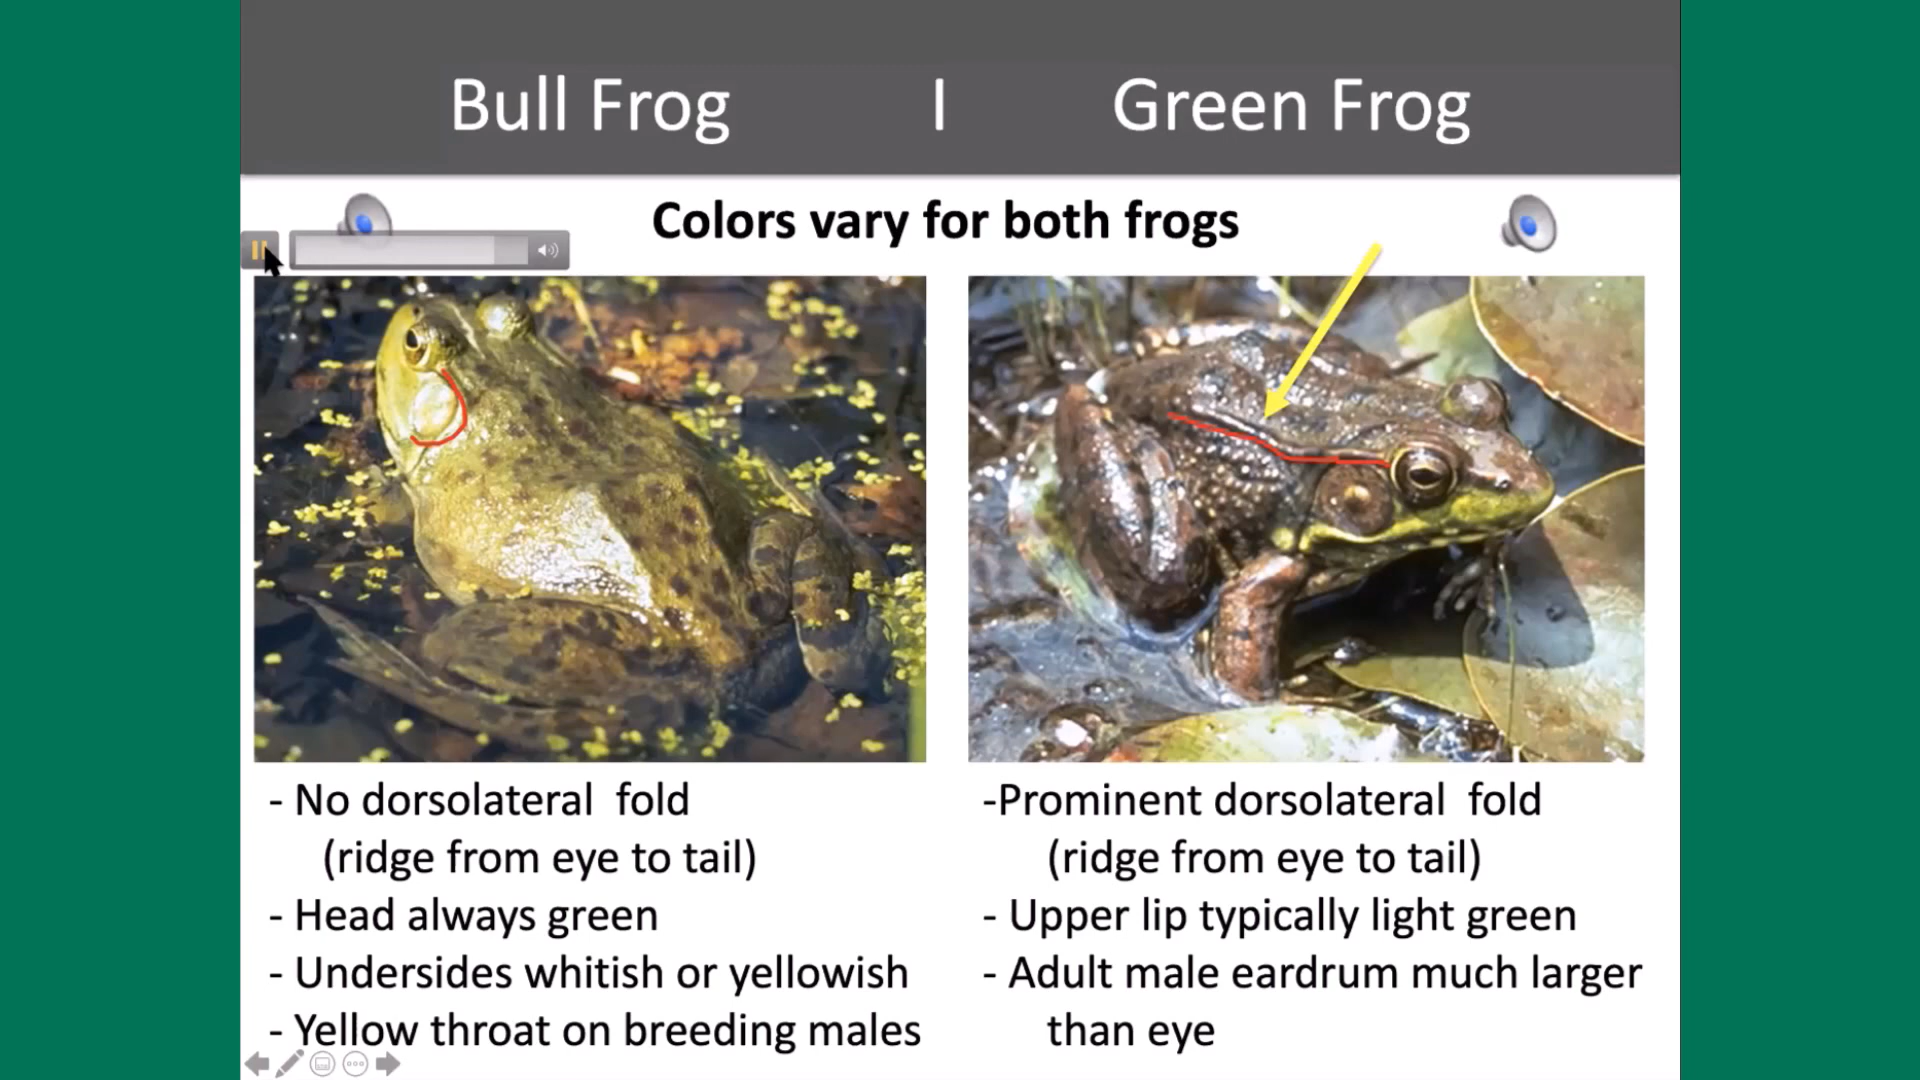 Bull Frog | Green Frog
Colors vary for both frogs
- No dorsolateral fold
(ridge from eye to tail)
- Head always green
- Undersides whitish or yellowish
- Yellow throat on breeding males
-Prominent dorsolateral fold
(ridge from eye to tail)
- Upper lip typically light green
- Adult male eardrum much larger
than eye